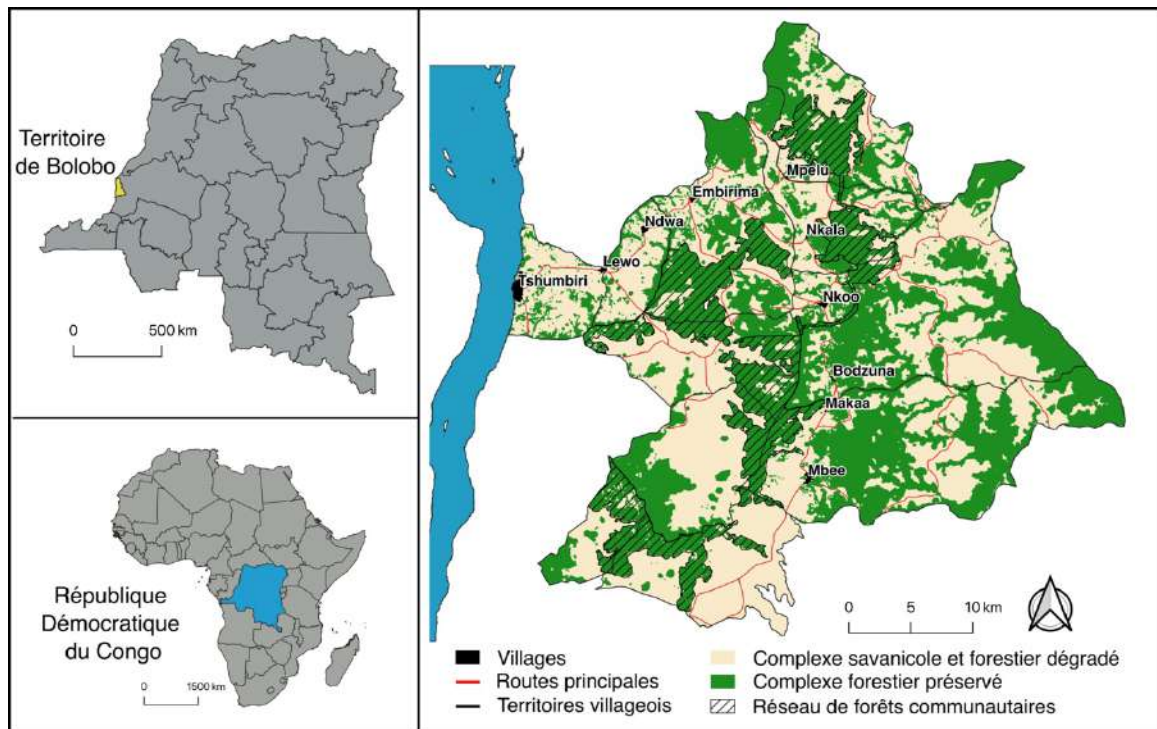 Territoire
de Bolobo
0
500 km
République
Démocratique
du Congo
0
1500 km
Mpelu
Embirima
Ndwa
Nkala
Lewo
Tshumbiri
Nkoo
Bodzuna
Makaa
Mbee
0 5 10 km
Villages
Routes principales
Territoires villageois
Complexe savanicole et forestier dégradé
Complexe forestier préservé
Réseau de forêts communautaires